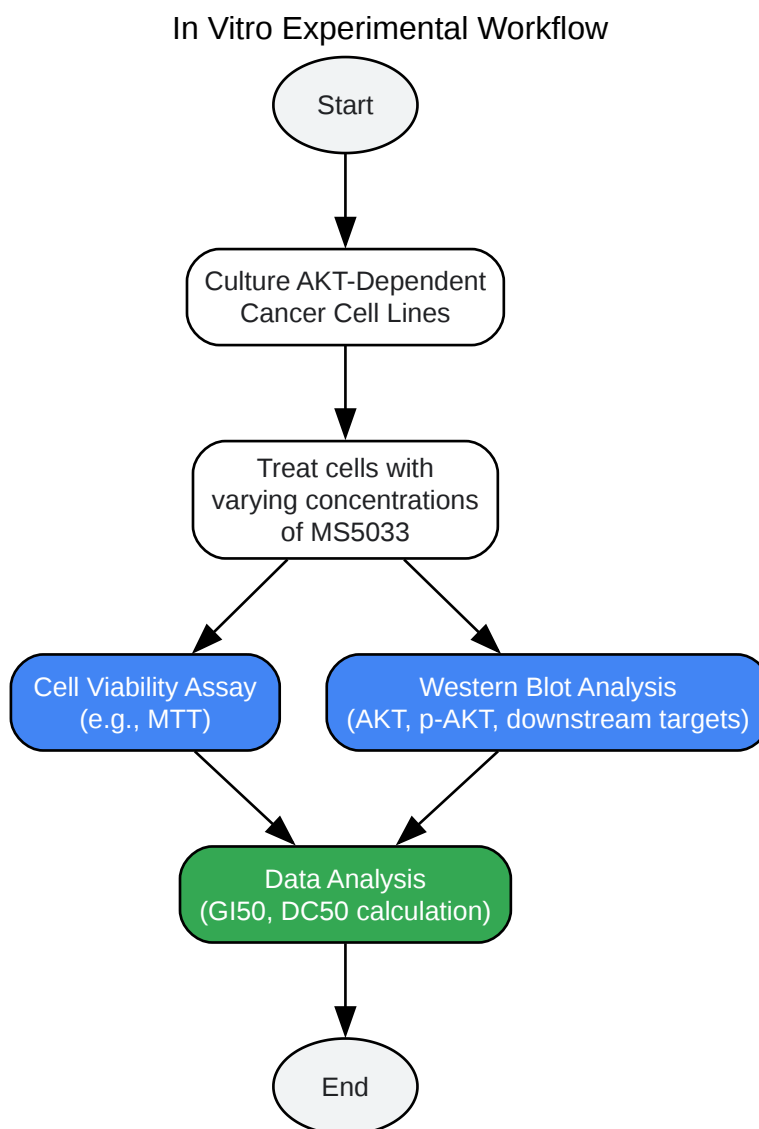 In Vitro Experimental Workflow
Start
Culture AKT-Dependent
Cancer Cell Lines
Treat cells with
varying concentrations
of MS5033
Cell Viability Assay
(e.g., MTT)
Western Blot Analysis
(AKT, p-AKT, downstream targets)
Data Analysis
(GI50, DC50 calculation)
End